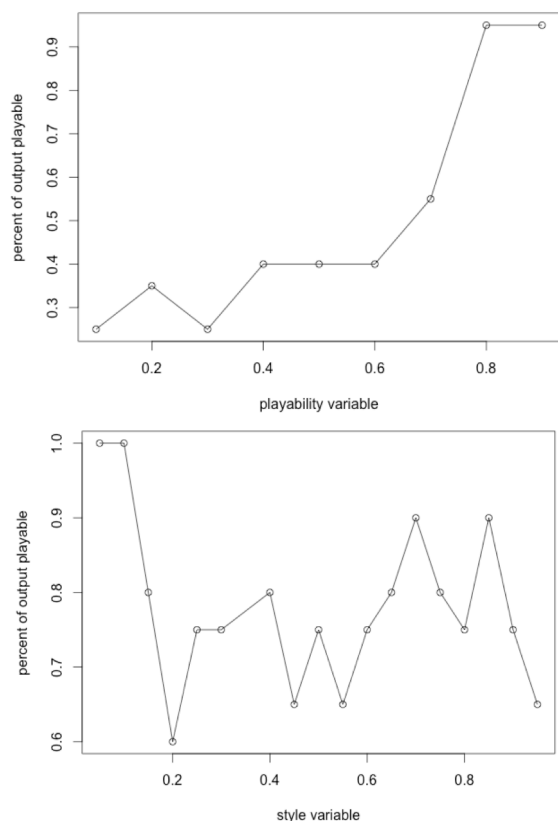 percent of output playable
0.9
0.8
0.7
0.6
0.5
0.4
0.3
0.2 0.4 0.6 0.8
playability variable
percent of output playable
1.0
0.9
0.8
0.7
0.6
0.2 0.4 0.6 0.8
style variable